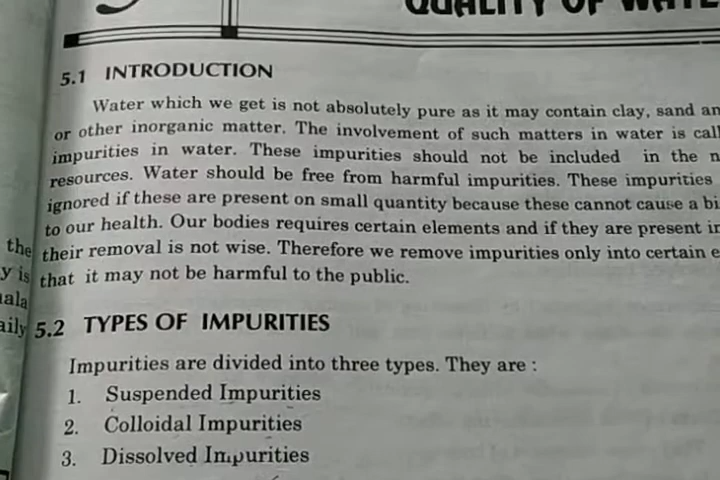 QUALITY OF WATE
5.1 INTRODUCTION
Water which we get is not absolutely pure as it may contain clay, sand an
or other inorganic matter. The involvement of such matters in water is call
impurities in water. These impurities should not be included in the n
resources. Water should be free from harmful impurities. These impurities
ignored if these are present on small quantity because these cannot cause a bi
to our health. Our bodies requires certain elements and if they are present in
the their removal is not wise. Therefore we remove impurities only into certain e
y is that it may not be harmful to the public.
aily 5.2 TYPES OF IMPURITIES
Impurities are divided into three types. They are :
1. Suspended Impurities
2. Colloidal Impurities
3. Dissolved Impurities